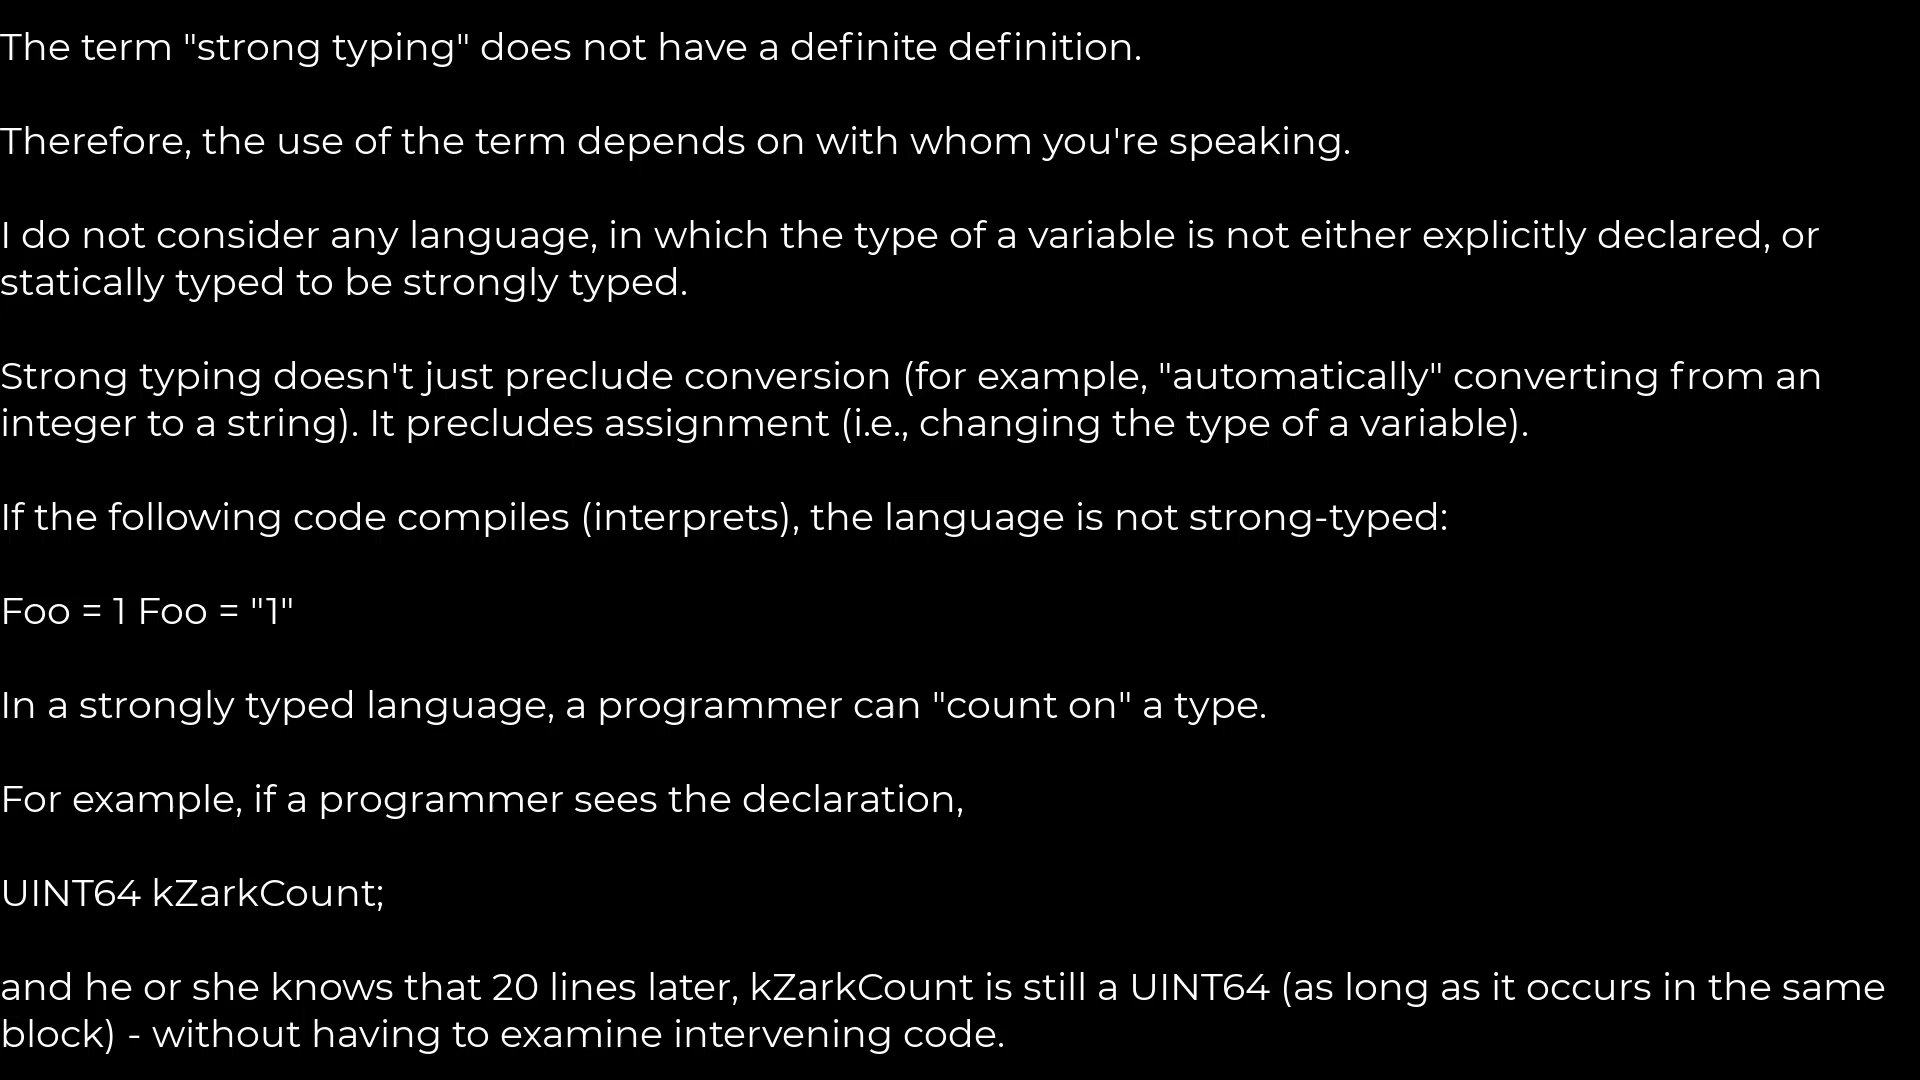 The term "strong typing" does not have a definite definition.
Therefore, the use of the term depends on with whom you're speaking.
I do not consider any language, in which the type of a variable is not either explicitly declared, or
statically typed to be strongly typed.
Strong typing doesn't just preclude conversion (for example, "automatically" converting from an
integer to a string). It precludes assignment (i.e., changing the type of a variable).
If the following code compiles (interprets), the language is not strong-typed:
Foo = 1 Foo = "1"
In a strongly typed language, a programmer can "count on" a type.
For example, if a programmer sees the declaration,
UINT64 kZarkCount;
and he or she knows that 20 lines later, kZarkCount is still a UINT64 (as long as it occurs in the same
block) - without having to examine intervening code.